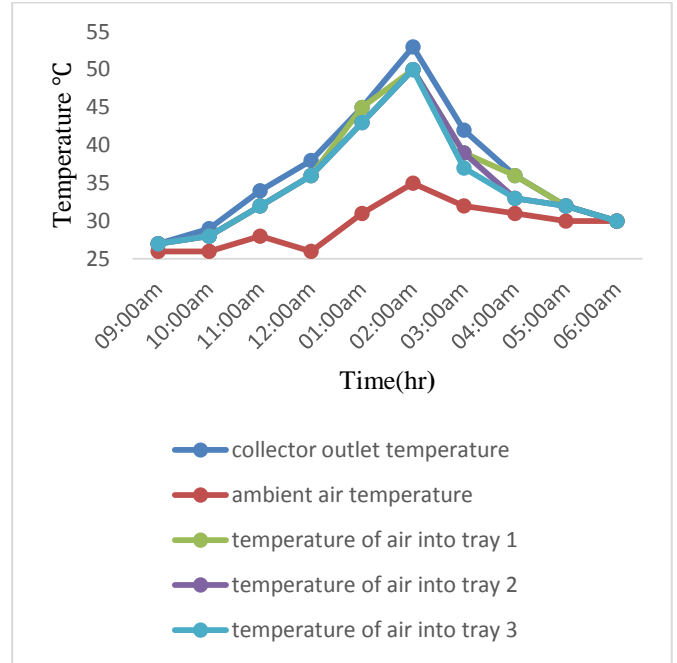 55
50
45
40
35
30
25
Temperature ℃
09:00am
10:00am
11:00am
12:00am
01:00am
02:00am
03:00am
04:00am
05:00am
06:00am
Time(hr)
collector outlet temperature
ambient air temperature
temperature of air into tray 1
temperature of air into tray 2
temperature of air into tray 3